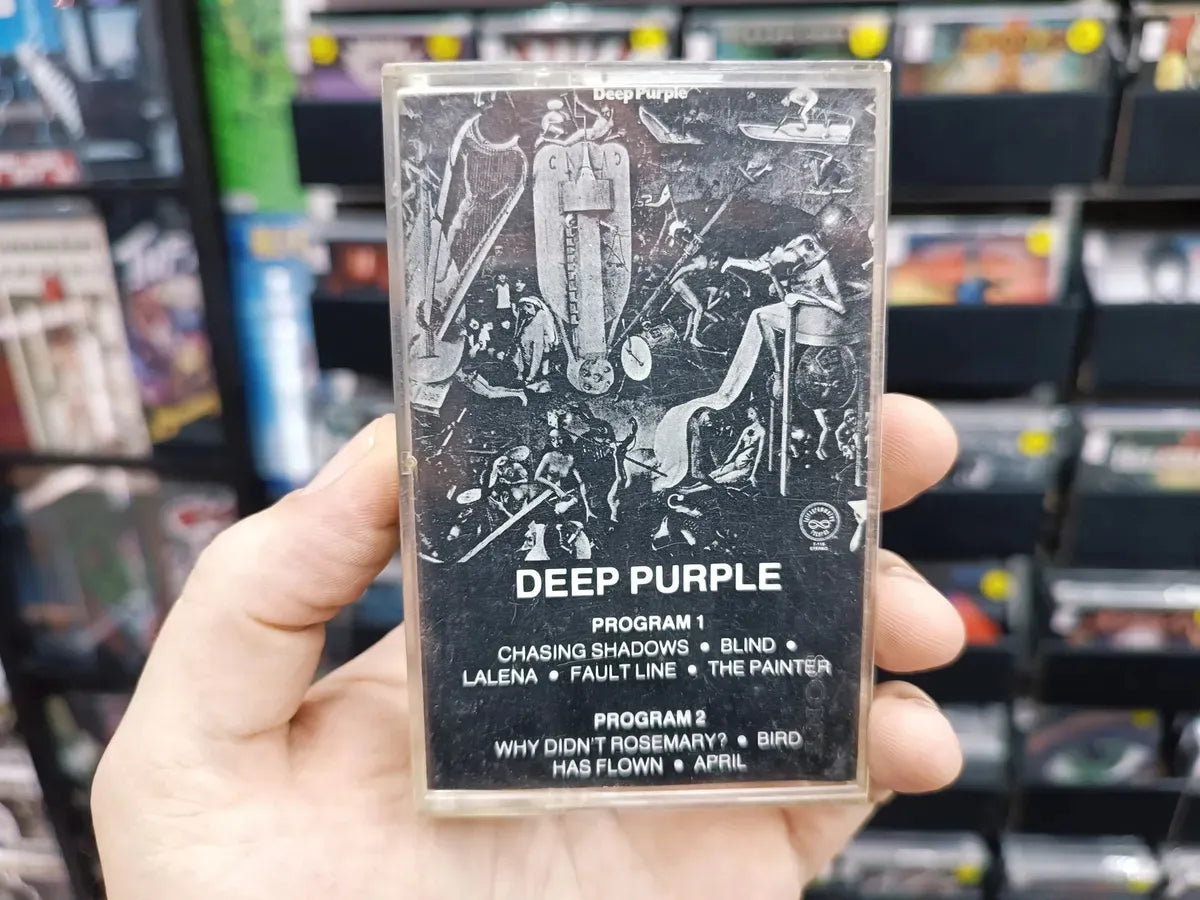 Deep Purple
STEREO
DEEP PURPLE
PROGRAM 1
CHASING SHADOWS • BLIND •
LALENA • FAULT LINE • THE PAINTER
PROGRAM 2
WHY DIDN'T ROSEMARY? • BIRD
HAS FLOWN • APRIL